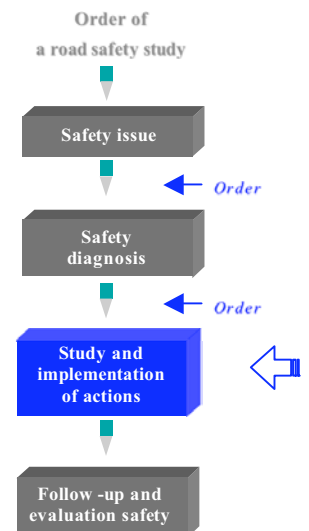 Order of
a road safety study
Safety issue
Order
Safety
diagnosis
Order
Study and
implementation
of actions
Follow -up and
evaluation safety